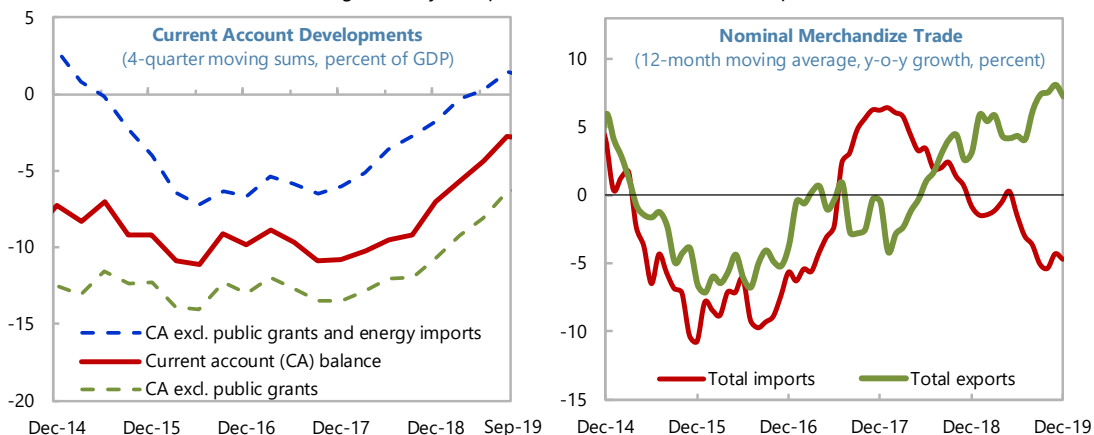 Current Account Developments
(4-quarter moving sums, percent of GDP)
5
0
-5
-10
-15
-20
CA excl. public grants and energy imports
Current account (CA) balance
CA excl. public grants
Dec-14 Dec-15 Dec-16 Dec-17 Dec-18 Sep-19
Nominal Merchandize Trade
(12-month moving average, y-o-y growth, percent)
10
5
0
-5
-10
-15
Total imports Total exports
Dec-14 Dec-15 Dec-16 Dec-17 Dec-18 Dec-19